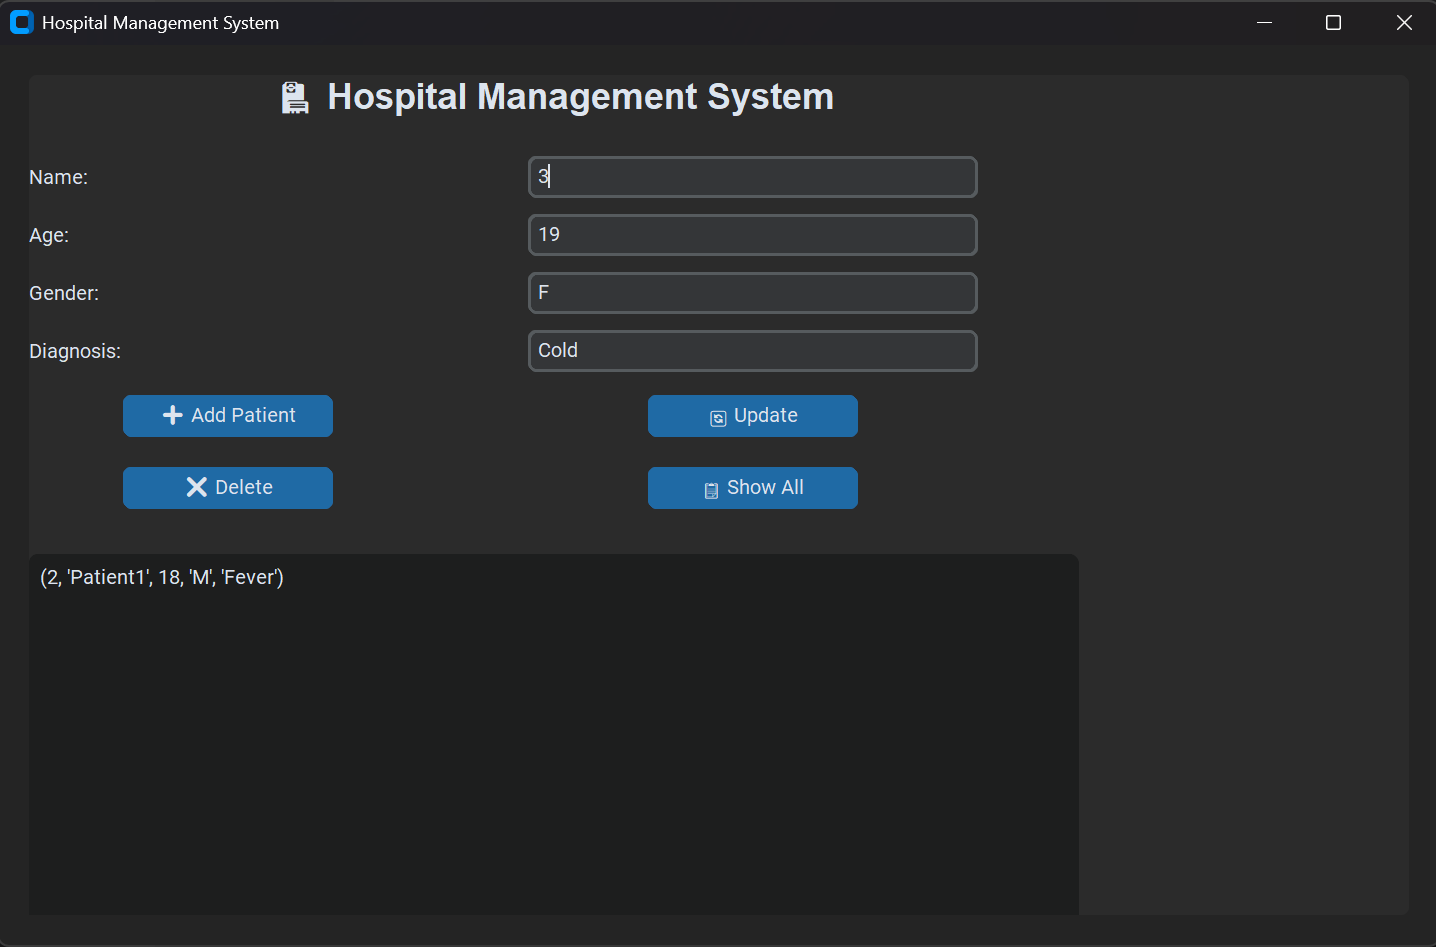 Hospital Management System
Hospital Management System
Name: 3
Age: 19
Gender: F
Diagnosis: Cold
Add Patient Update
Delete Show All
(2, 'Patient1', 18, 'M', 'Fever')